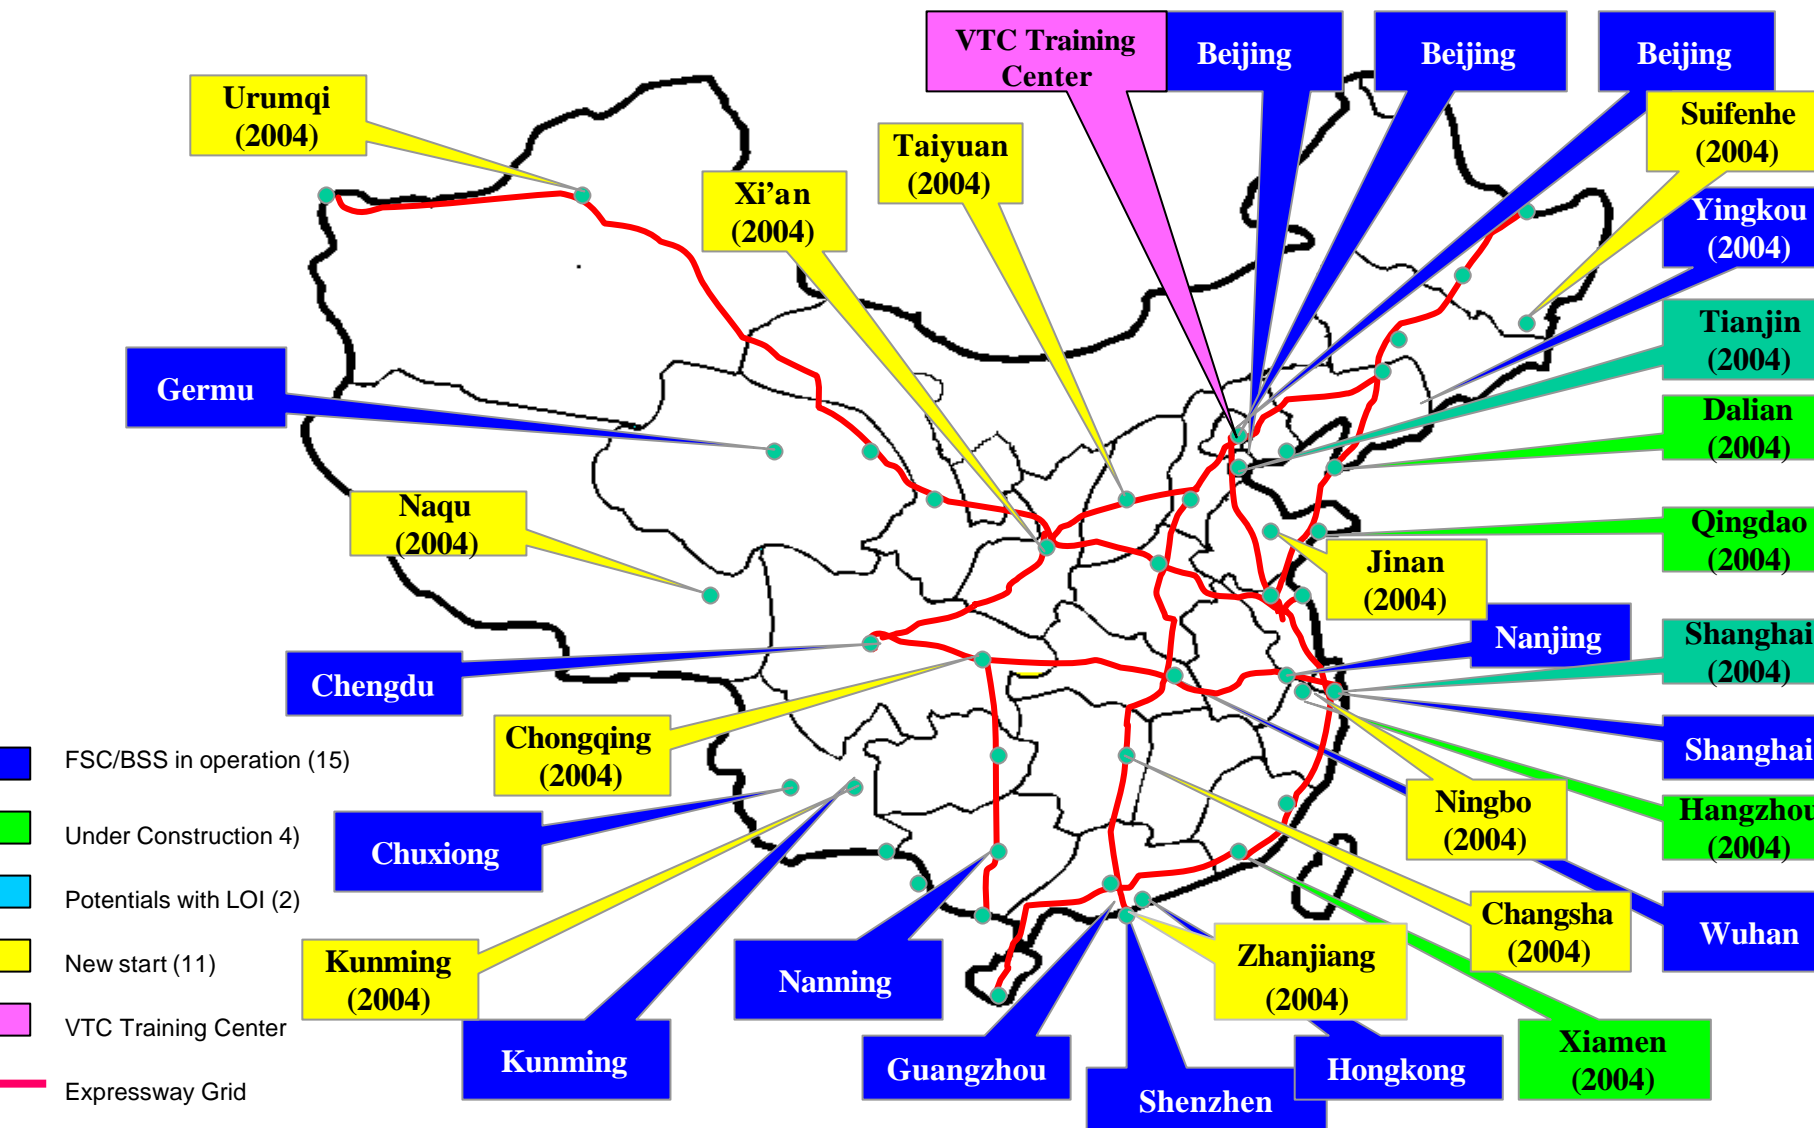 VTC Training
Center
Beijing
Beijing
Beijing
Urumqi
(2004)
Suifenhe
(2004)
Taiyuan
(2004)
Xi’an
(2004)
Yingkou
(2004)
Tianjin
(2004)
Germu
Dalian
(2004)
Naqu
(2004)
Qingdao
(2004)
Jinan
(2004)
Nanjing
Shanghai
(2004)
Chengdu
Chongqing
(2004)
Shanghai
Ningbo
(2004)
Hangzhou
(2004)
Chuxiong
Changsha
(2004)
Wuhan
Kunming
(2004)
Nanning
Zhanjiang
(2004)
Kunming
Guangzhou
Shenzhen
Hongkong
Xiamen
(2004)
FSC/BSS in operation (15)
Under Construction 4)
Potentials with LOI (2)
New start (11)
VTC Training Center
Expressway Grid